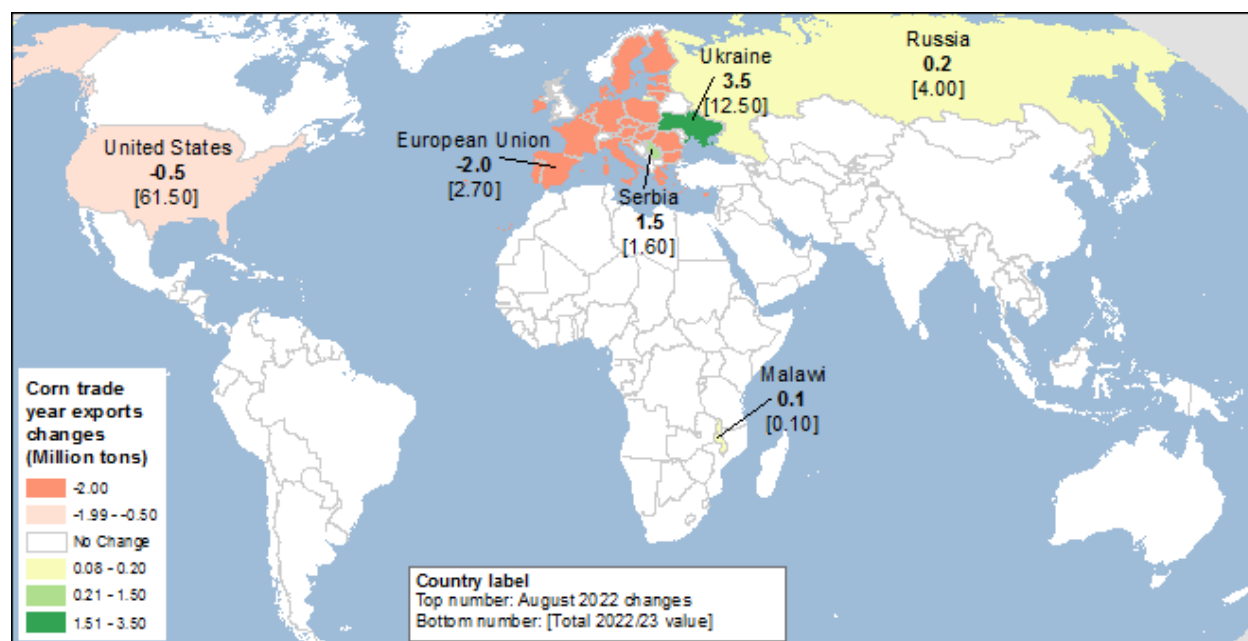 Russia
0.2
[4.00]
Ukraine
3.5
[12.50]
European Union
-2.0
[2.70]
United States
-0.5
[61.50]
Serbia
1.5
[1.60]
Malawi
0.1
[0.10]
Corn trade
year exports
changes
(Million tons)
-2.00
-1.99 - -0.50
No Change
0.08 - 0.20
0.21 - 1.50
1.51 - 3.50
Country label
Top number: August 2022 changes
Bottom number: [Total 2022/23 value]